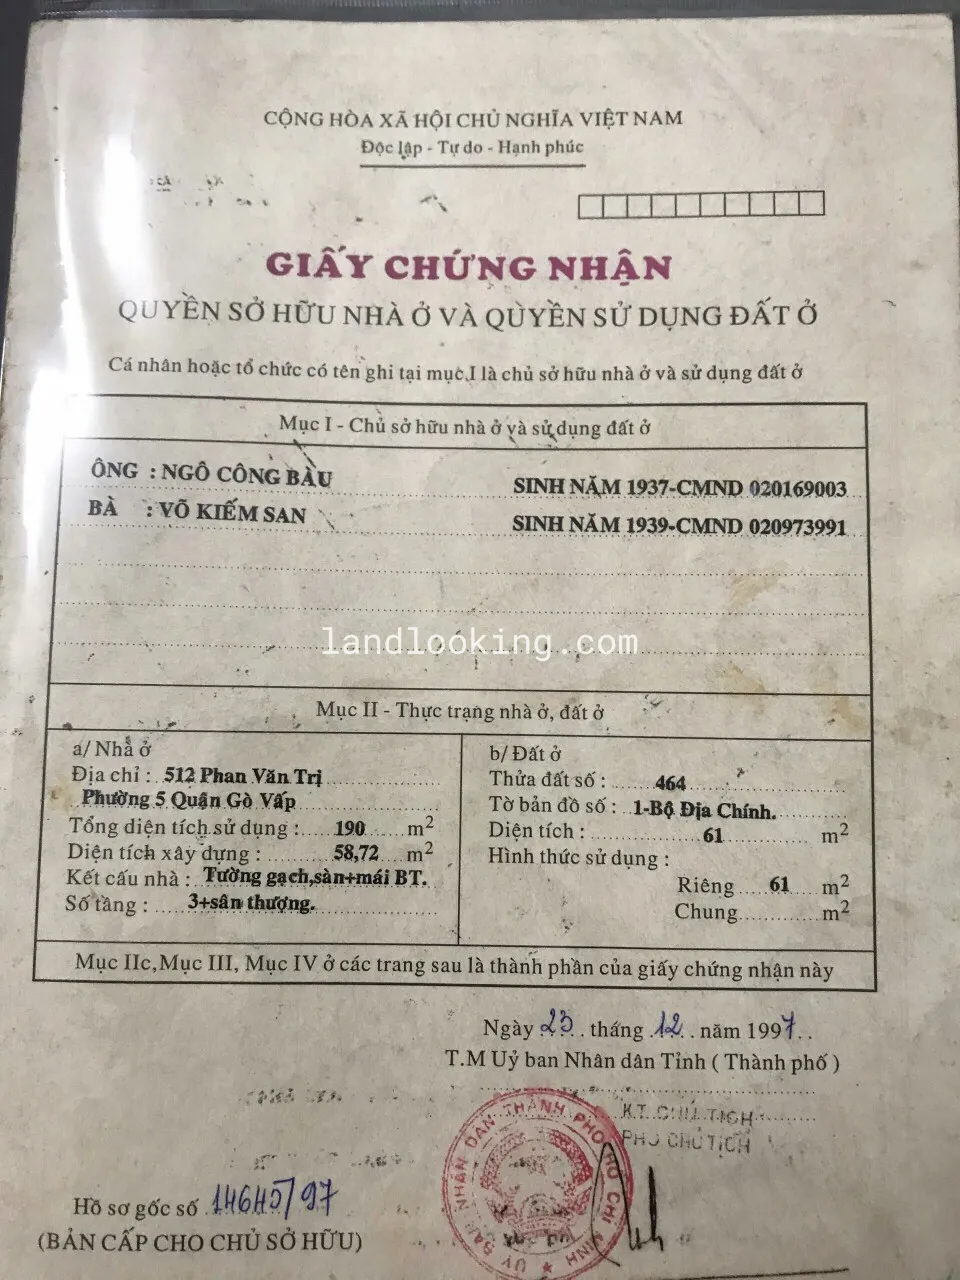 CỘNG HÒA XÃ HỘI CHỦ NGHĨA VIỆT NAM
Độc lập - Tự do - Hạnh phúc
GIẤY CHỨNG NHẬN
QUYỀN SỞ HỮU NHÀ Ở VÀ QUYỀN SỬ DỤNG ĐẤT Ở
Cá nhân hoặc tổ chức có tên ghi tại mục I là chủ sở hữu nhà ở và sử dụng đất ở
Mục I - Chủ sở hữu nhà ở và sử dụng đất ở
ÔNG : NGÔ CÔNG BÀU SINH NĂM 1937-CMND 020169003
BÀ : VÕ KIẾM SAN SINH NĂM 1939-CMND 020973991
landlooking.com
Mục II - Thực trạng nhà ở, đất ở
a/ Nhà ở
Địa chỉ : 512 Phan Văn Trị
Phường 5 Quận Gò Vấp
Tổng diện tích sử dụng : 190 m2
Diện tích xây dựng : 58,72 m2
Kết cấu nhà : Tường gạch,sàn+mái BT.
Số tầng : 3+sân thượng.
b/ Đất ở
Thửa đất số : 464
Tờ bản đồ số : 1-Bộ Địa Chính.
Diện tích : 61 m2
Hình thức sử dụng :
Riêng 61 m2
Chung m2
Mục IIc, Mục III, Mục IV ở các trang sau là thành phần của giấy chứng nhận này
Ngày 23 tháng 12 năm 1997
T.M Uỷ ban Nhân dân Tỉnh ( Thành phố )
K.T. CHỦ TỊCH
PHÓ CHỦ TỊCH
ỦY BAN NHÂN DÂN THÀNH PHỐ HỒ CHÍ MINH
Hồ sơ gốc số 14645/97
(BẢN CẤP CHO CHỦ SỞ HỮU)